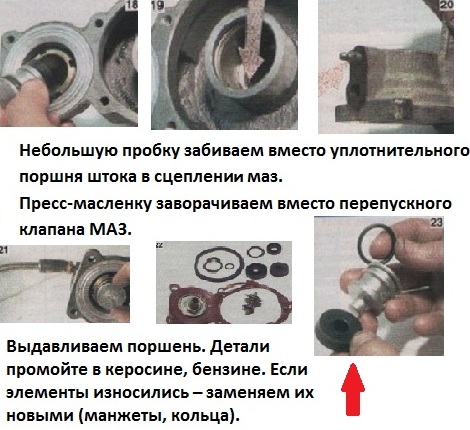 18
19
20
Небольшую пробку забиваем вместо уплотнительного
поршня штока в сцеплении маз.
Пресс-масленку заворачиваем вместо перепускного
клапана МАЗ.
21
22
23
Выдавливаем поршень. Детали
промойте в керосине, бензине. Если
элементы износились – заменяем их
новыми (манжеты, кольца).